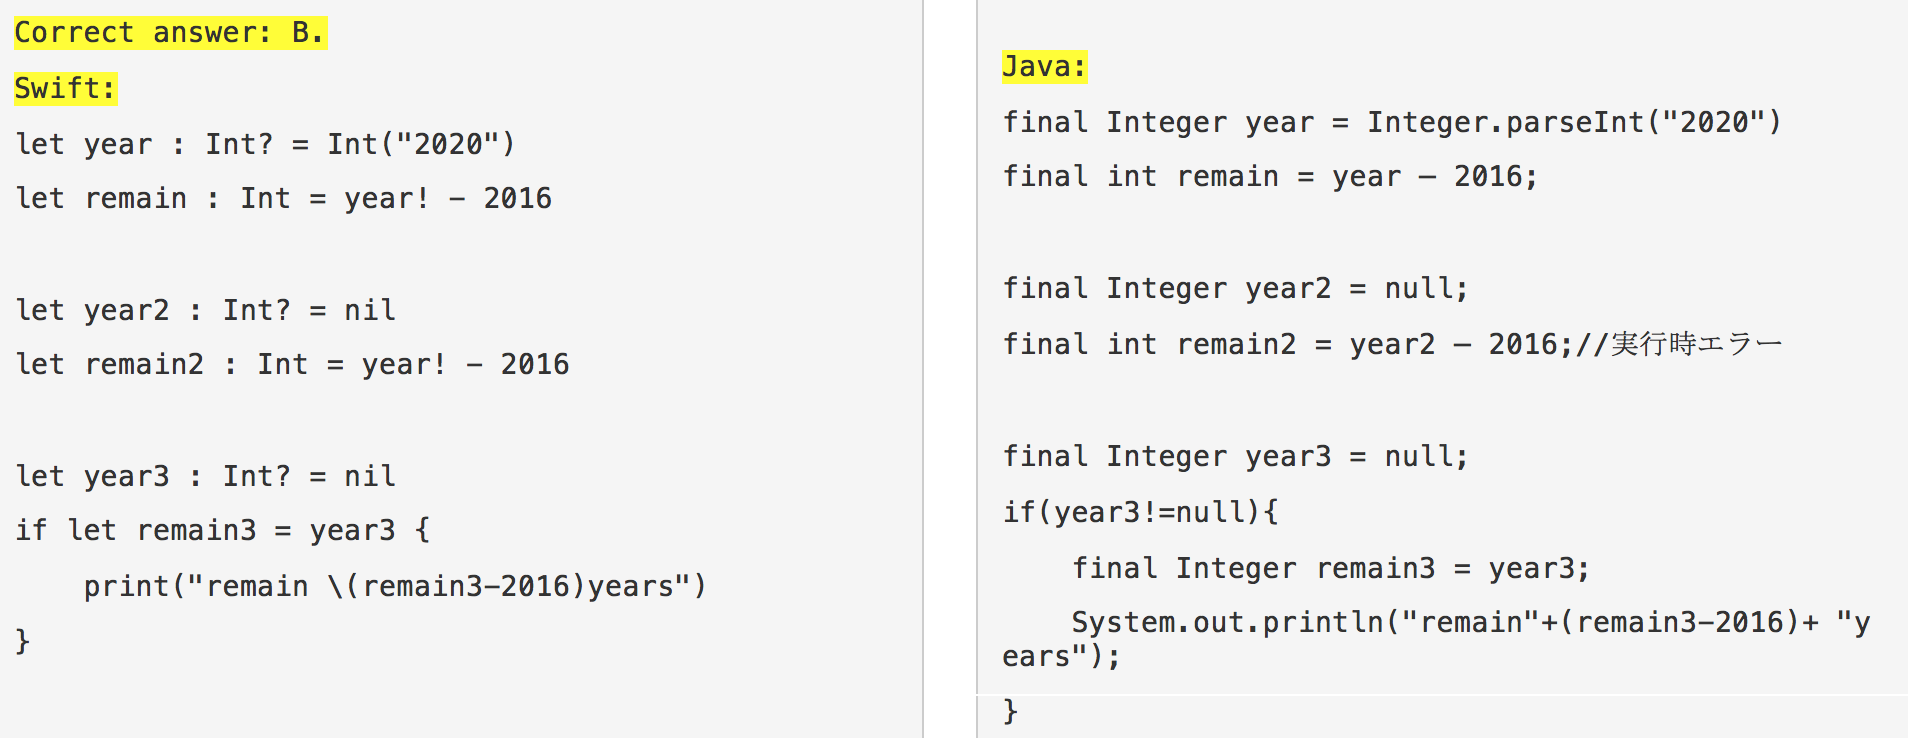 Correct answer: B.
Swift:
let year : Int? = Int("2020")
let remain : Int = year! - 2016
let year2 : Int? = nil
let remain2 : Int = year! - 2016
let year3 : Int? = nil
if let remain3 = year3 {
    print("remain \(remain3-2016)years")
}
Java:
final Integer year = Integer.parseInt("2020")
final int remain = year – 2016;
final Integer year2 = null;
final int remain2 = year2 – 2016;//実行時エラー
final Integer year3 = null;
if(year3!=null){
    final Integer remain3 = year3;
    System.out.println("remain"+(remain3-2016)+ "y
ears");
}